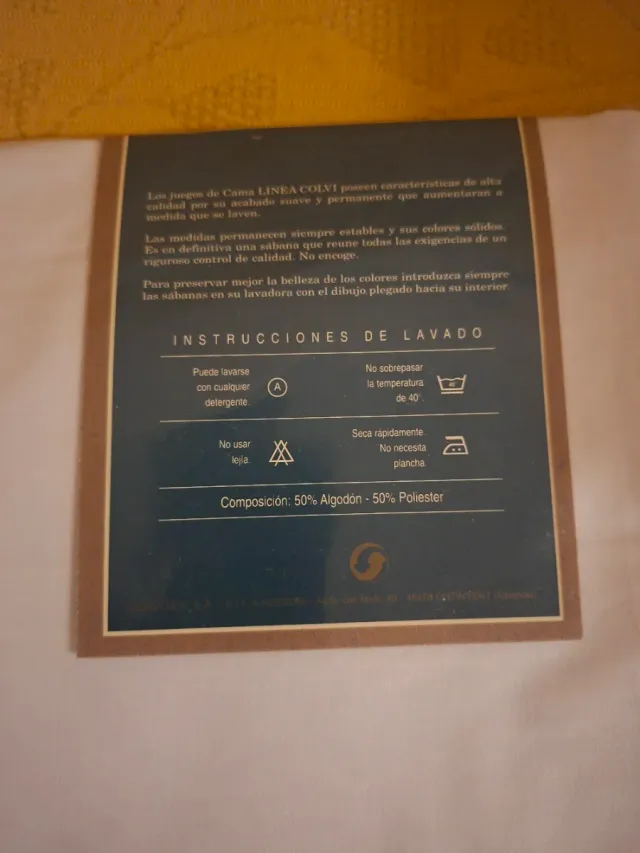 Los juegos de Cama LINEA COLVI poseen características de alta
calidad por su acabado suave y permanente que aumentaran a
medida que se laven.
Las medidas permanecen siempre estables y sus colores sólidos.
Es en definitiva una sábana que reune todas las exigencias de un
riguroso control de calidad. No encoge.
Para preservar mejor la belleza de los colores introduzca siempre
las sábanas en su lavadora con el dibujo plegado hacia su interior.
INSTRUCCIONES DE LAVADO
Puede lavarse
con cualquier
detergente.
A
No sobrepasar
la temperatura
de 40°.
40°
No usar
lejía.
Seca rápidamente.
No necesita
plancha.
Composición: 50% Algodón - 50% Poliester